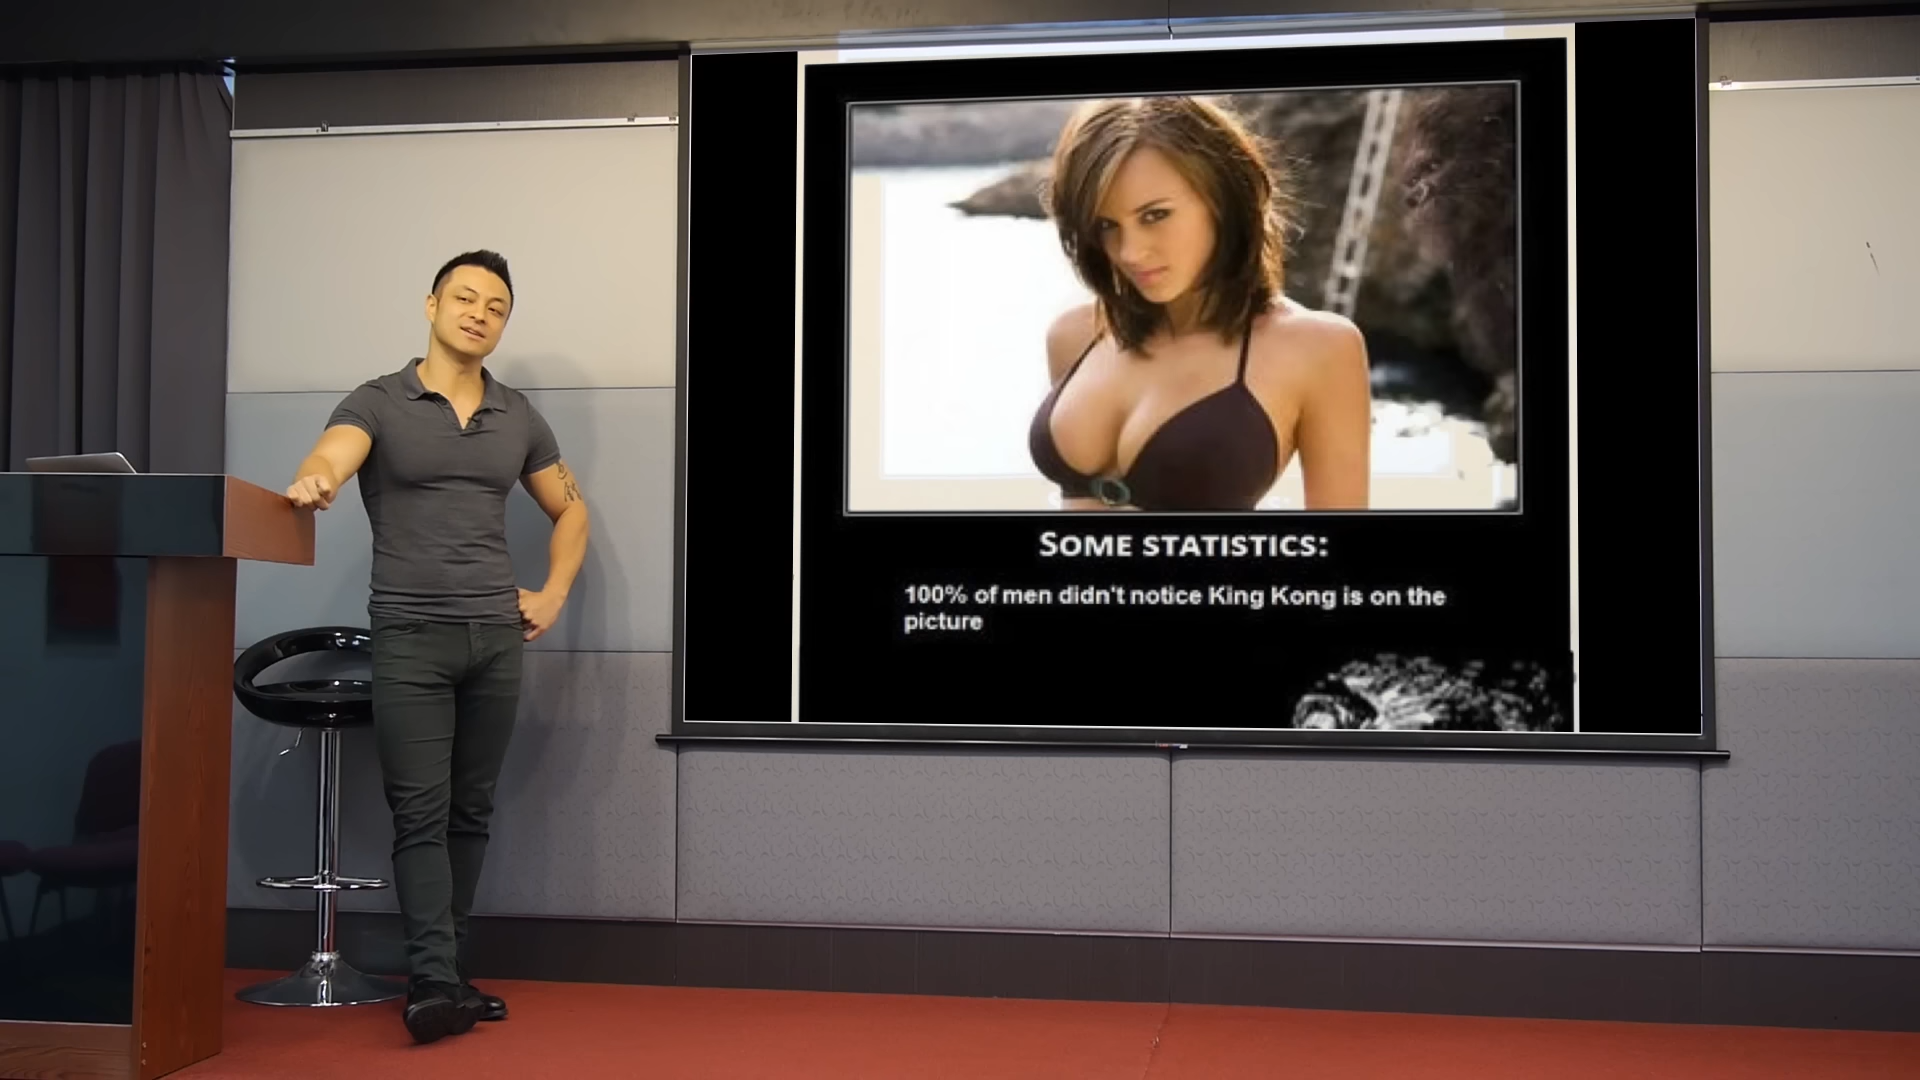 SOME STATISTICS:
100% of men didn't notice King Kong is on the
picture